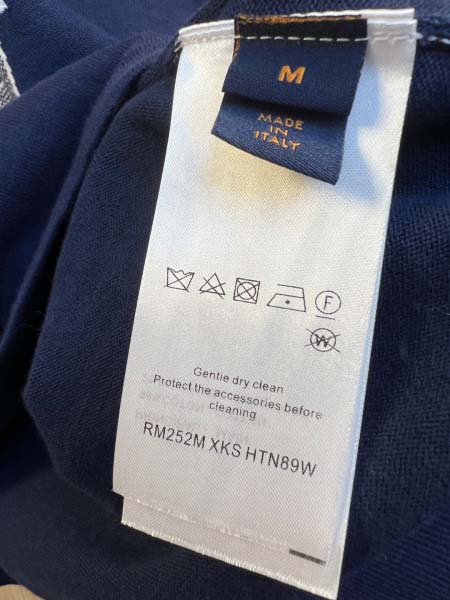 M
MADE
IN
ITALY
F
W
Gentle dry clean
Protect the accessories before
cleaning
RM252M XKS HTN89W